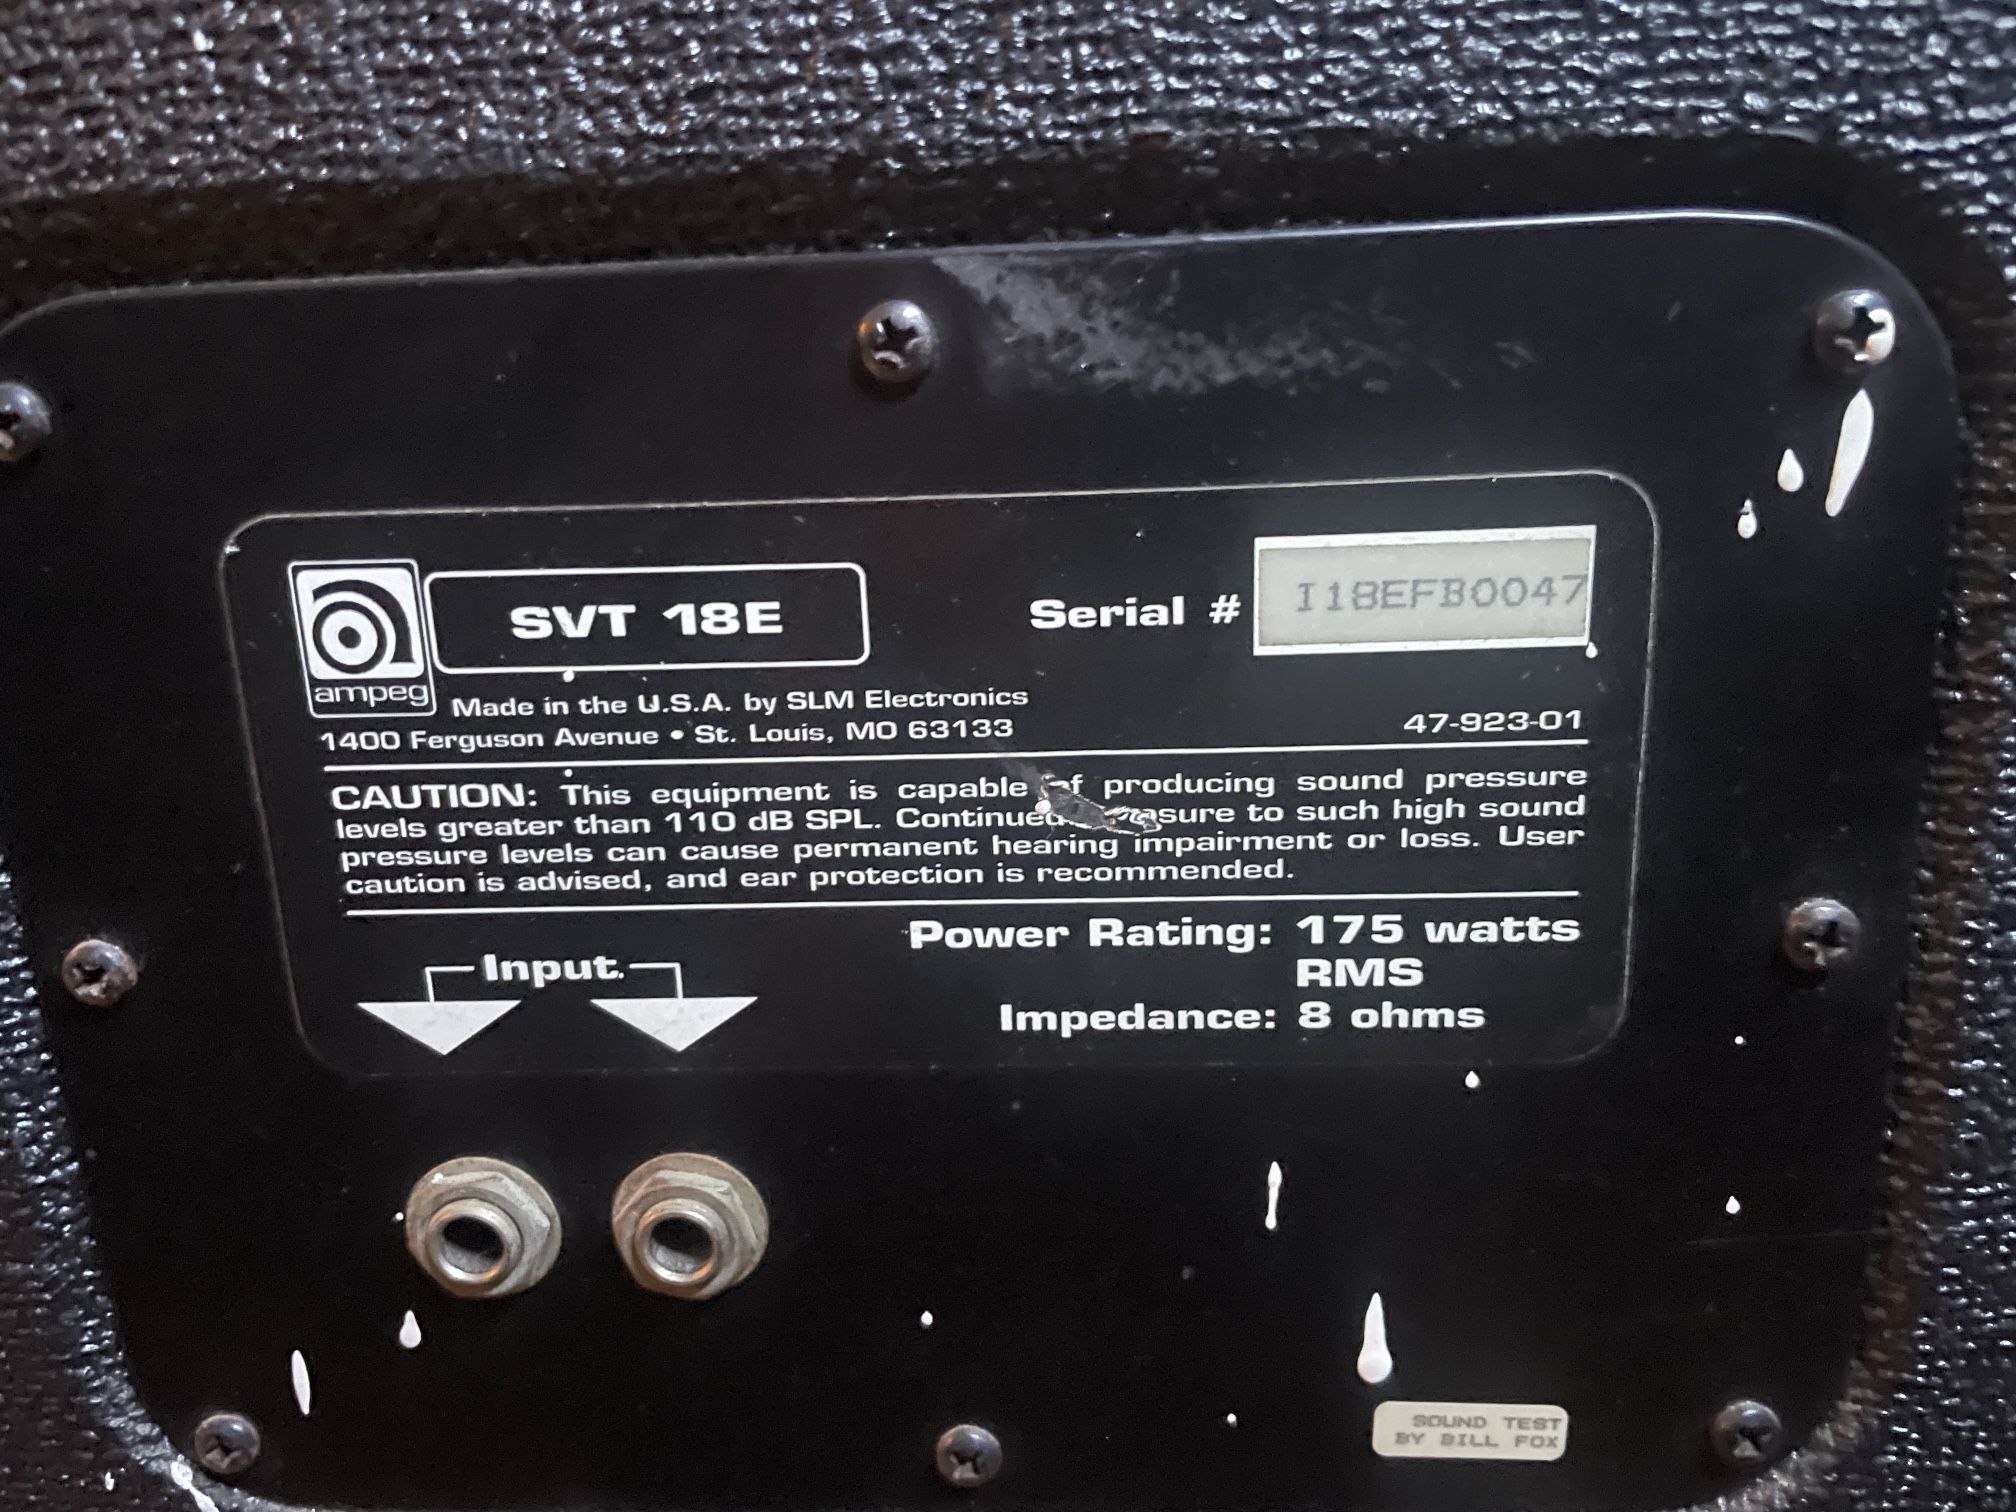 SVT 18E
Serial # I18EFB0047
ampeg
Made in the U.S.A. by SLM Electronics
1400 Ferguson Avenue • St. Louis, MO 63133
47-923-01
CAUTION: This equipment is capable of producing sound pressure
levels greater than 110 dB SPL. Continued to such high sound
pressure levels can cause permanent hearing impairment or loss. User
caution is advised, and ear protection is recommended.
Input
Power Rating: 175 watts
RMS
Impedance: 8 ohms
SOUND TEST
BY BILL FOX